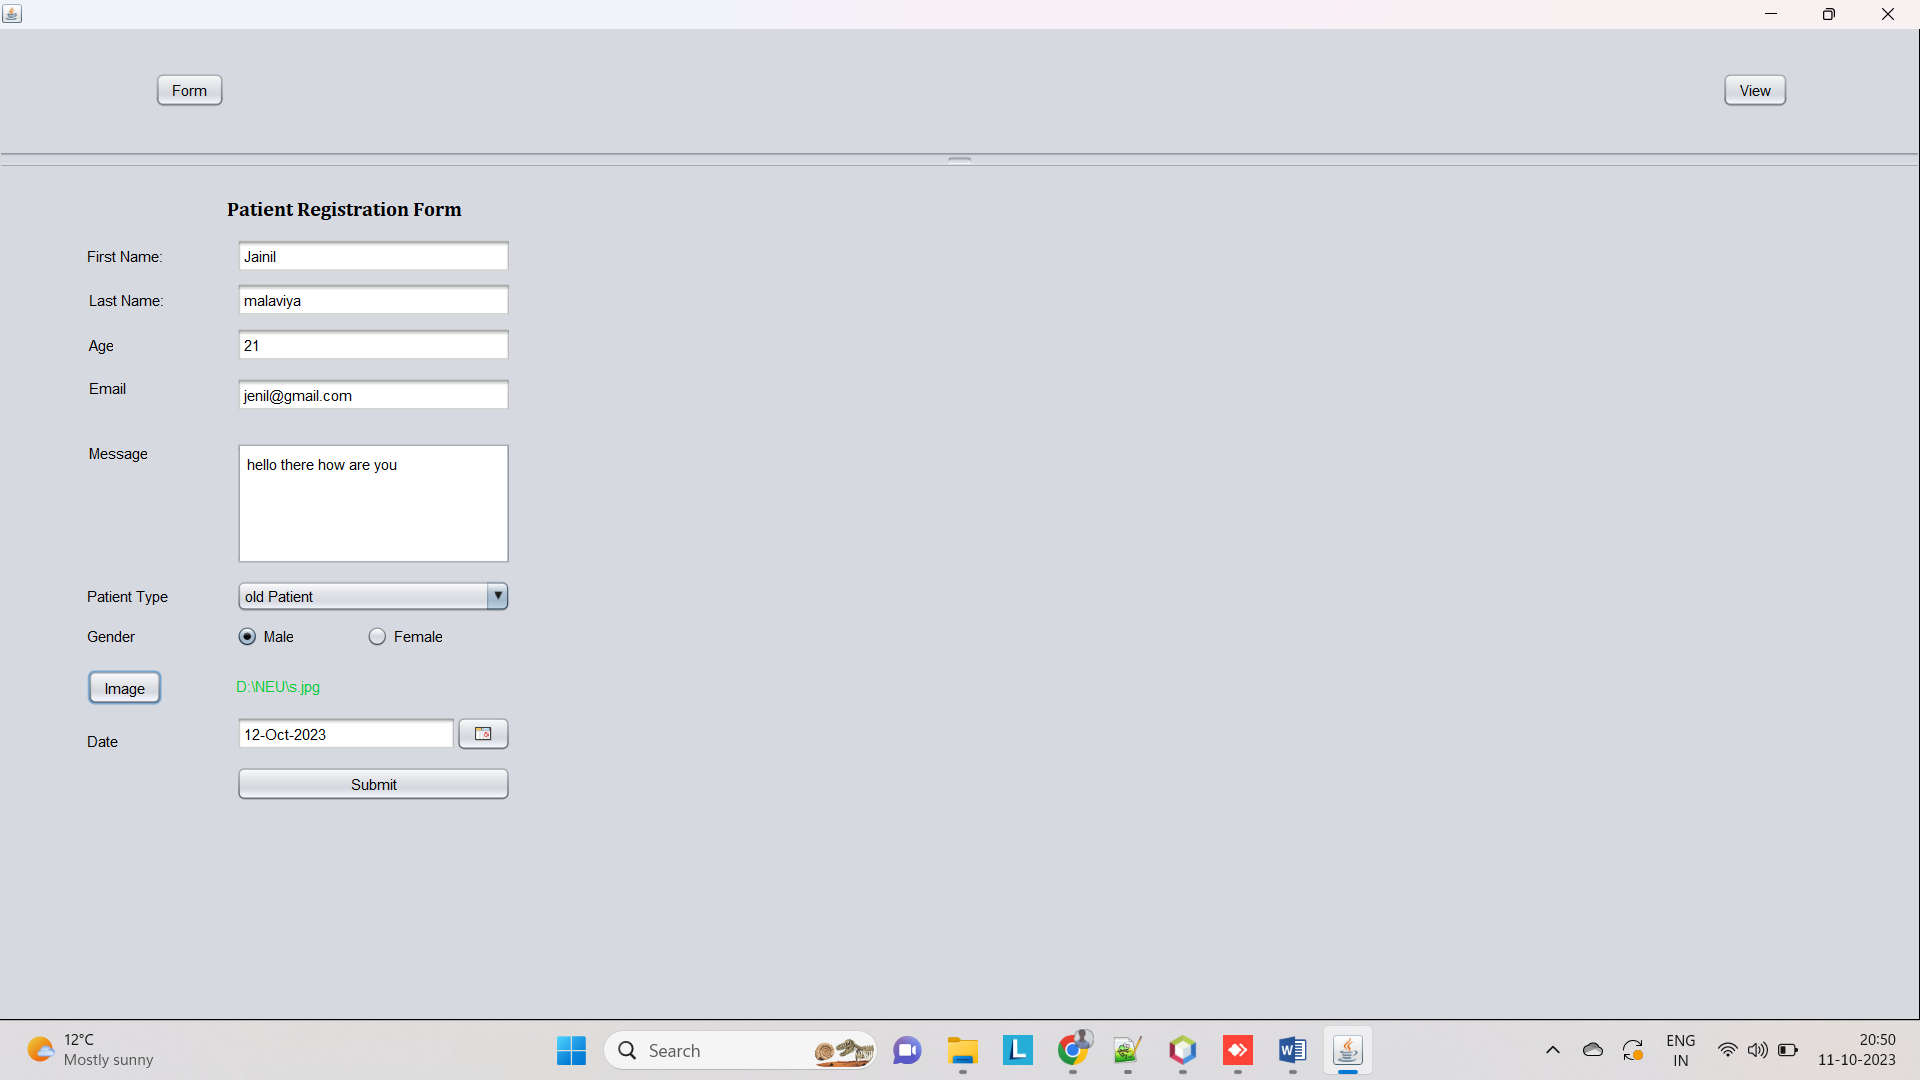 Form
View
Patient Registration Form
First Name:
Jainil
Last Name:
malaviya
Age
21
Email
jenil@gmail.com
Message
hello there how are you
Patient Type
old Patient
Gender
Male
Female
Image
D:\NEU\s.jpg
Date
12-Oct-2023
Submit
12°C
Mostly sunny
Search
L
W
ENG
IN
20:50
11-10-2023